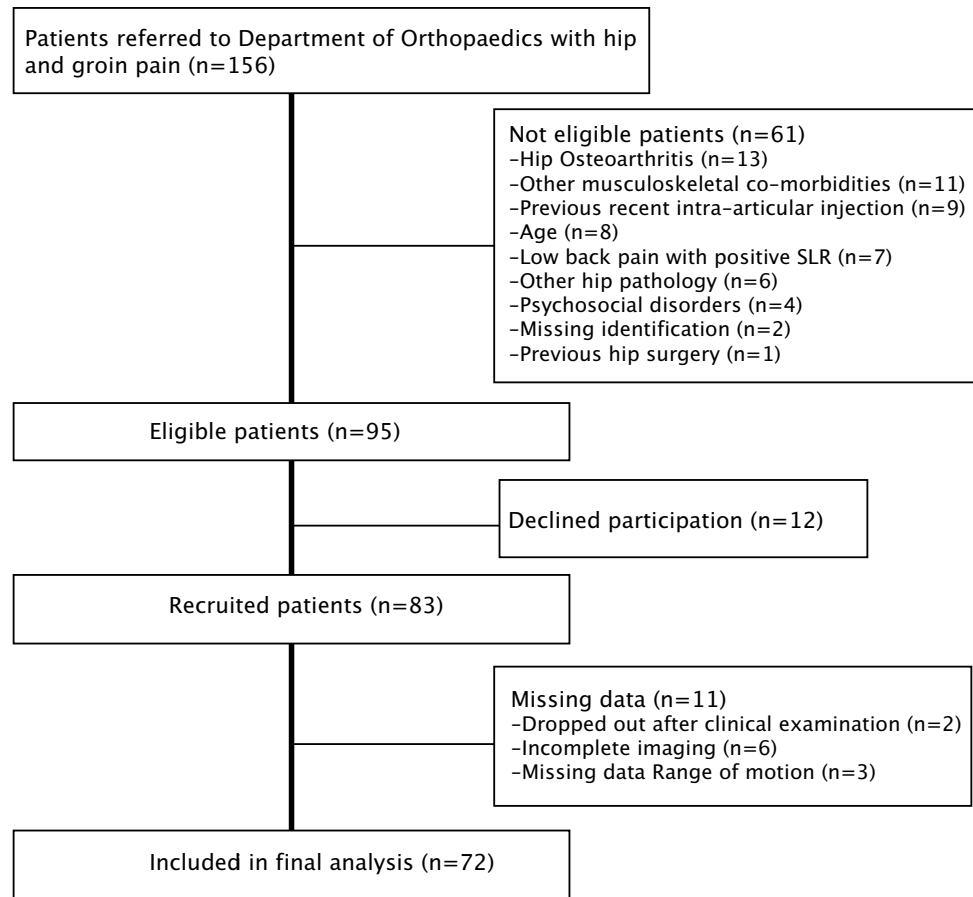 Patients referred to Department of Orthopaedics with hip
and groin pain (n=156)
Not eligible patients (n=61)
–Hip Osteoarthritis (n=13)
–Other musculoskeletal co–morbidities (n=11)
–Previous recent intra–articular injection (n=9)
–Age (n=8)
–Low back pain with positive SLR (n=7)
–Other hip pathology (n=6)
–Psychosocial disorders (n=4)
–Missing identification (n=2)
–Previous hip surgery (n=1)
Eligible patients (n=95)
Declined participation (n=12)
Recruited patients (n=83)
Missing data (n=11)
–Dropped out after clinical examination (n=2)
–Incomplete imaging (n=6)
–Missing data Range of motion (n=3)
Included in final analysis (n=72)